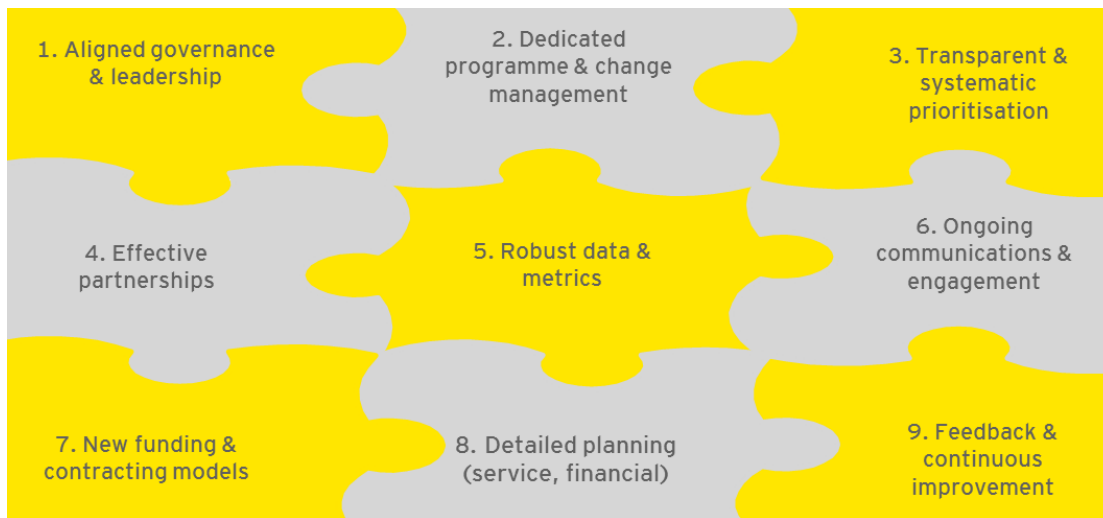 1. Aligned governance
& leadership
2. Dedicated
programme & change
management
3. Transparent &
systematic
prioritisation
4. Effective
partnerships
5. Robust data &
metrics
6. Ongoing
communications &
engagement
7. New funding &
contracting models
8. Detailed planning
(service, financial)
9. Feedback &
continuous
improvement